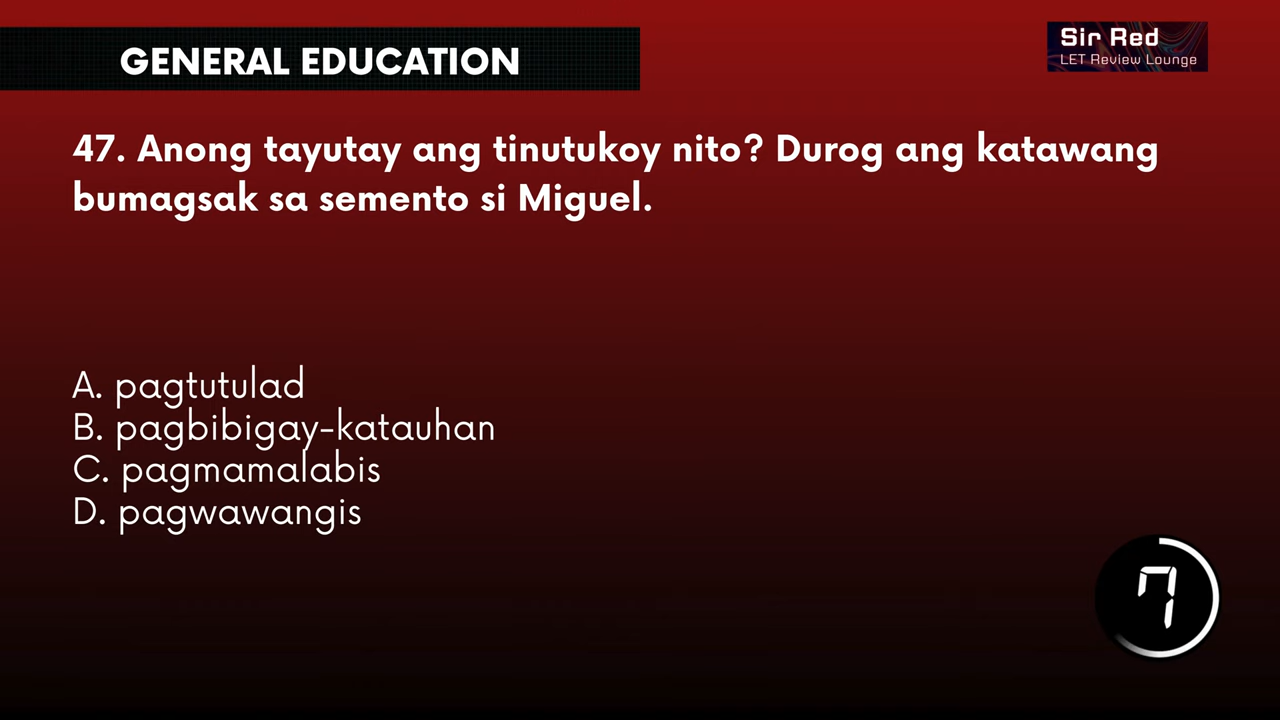 GENERAL EDUCATION
Sir Red
LET Review Lounge
47. Anong tayutay ang tinutukoy nito? Durog ang katawang
bumagsak sa semento si Miguel.
A. pagtutulad
B. pagbibigay-katauhan
C. pagmamalabis
D. pagwawangis
7